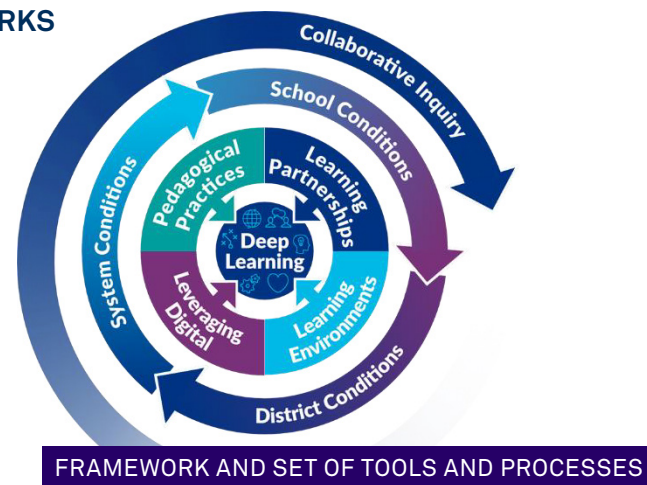 RKS
Collaborative Inquiry
School Conditions
System Conditions
District Conditions
Pedagogical
Practices
Learning
Partnerships
Deep
Learning
Leveraging
Digital
Learning
Environments
FRAMEWORK AND SET OF TOOLS AND PROCESSES